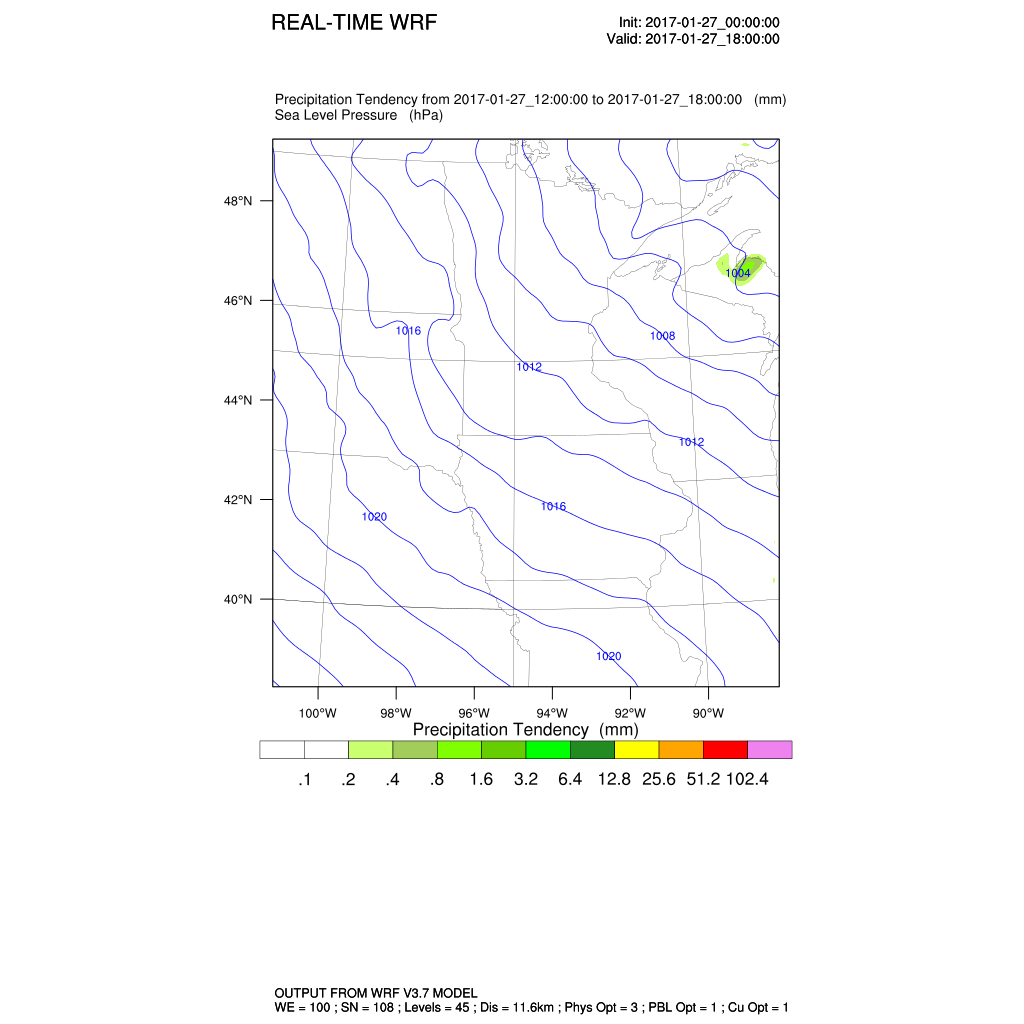 REAL-TIME WRF
Init: 2017-01-27_00:00:00
Valid: 2017-01-27_18:00:00
Precipitation Tendency from 2017-01-27_12:00:00 to 2017-01-27_18:00:00 (mm)
Sea Level Pressure (hPa)
48°N
46°N
44°N
42°N
40°N
1004
1016
1008
1012
1012
1016
1020
1020
100°W 98°W 96°W 94°W 92°W 90°W
Precipitation Tendency (mm)
.1 .2 .4 .8 1.6 3.2 6.4 12.8 25.6 51.2 102.4
OUTPUT FROM WRF V3.7 MODEL
WE = 100 ; SN = 108 ; Levels = 45 ; Dis = 11.6km ; Phys Opt = 3 ; PBL Opt = 1 ; Cu Opt = 1